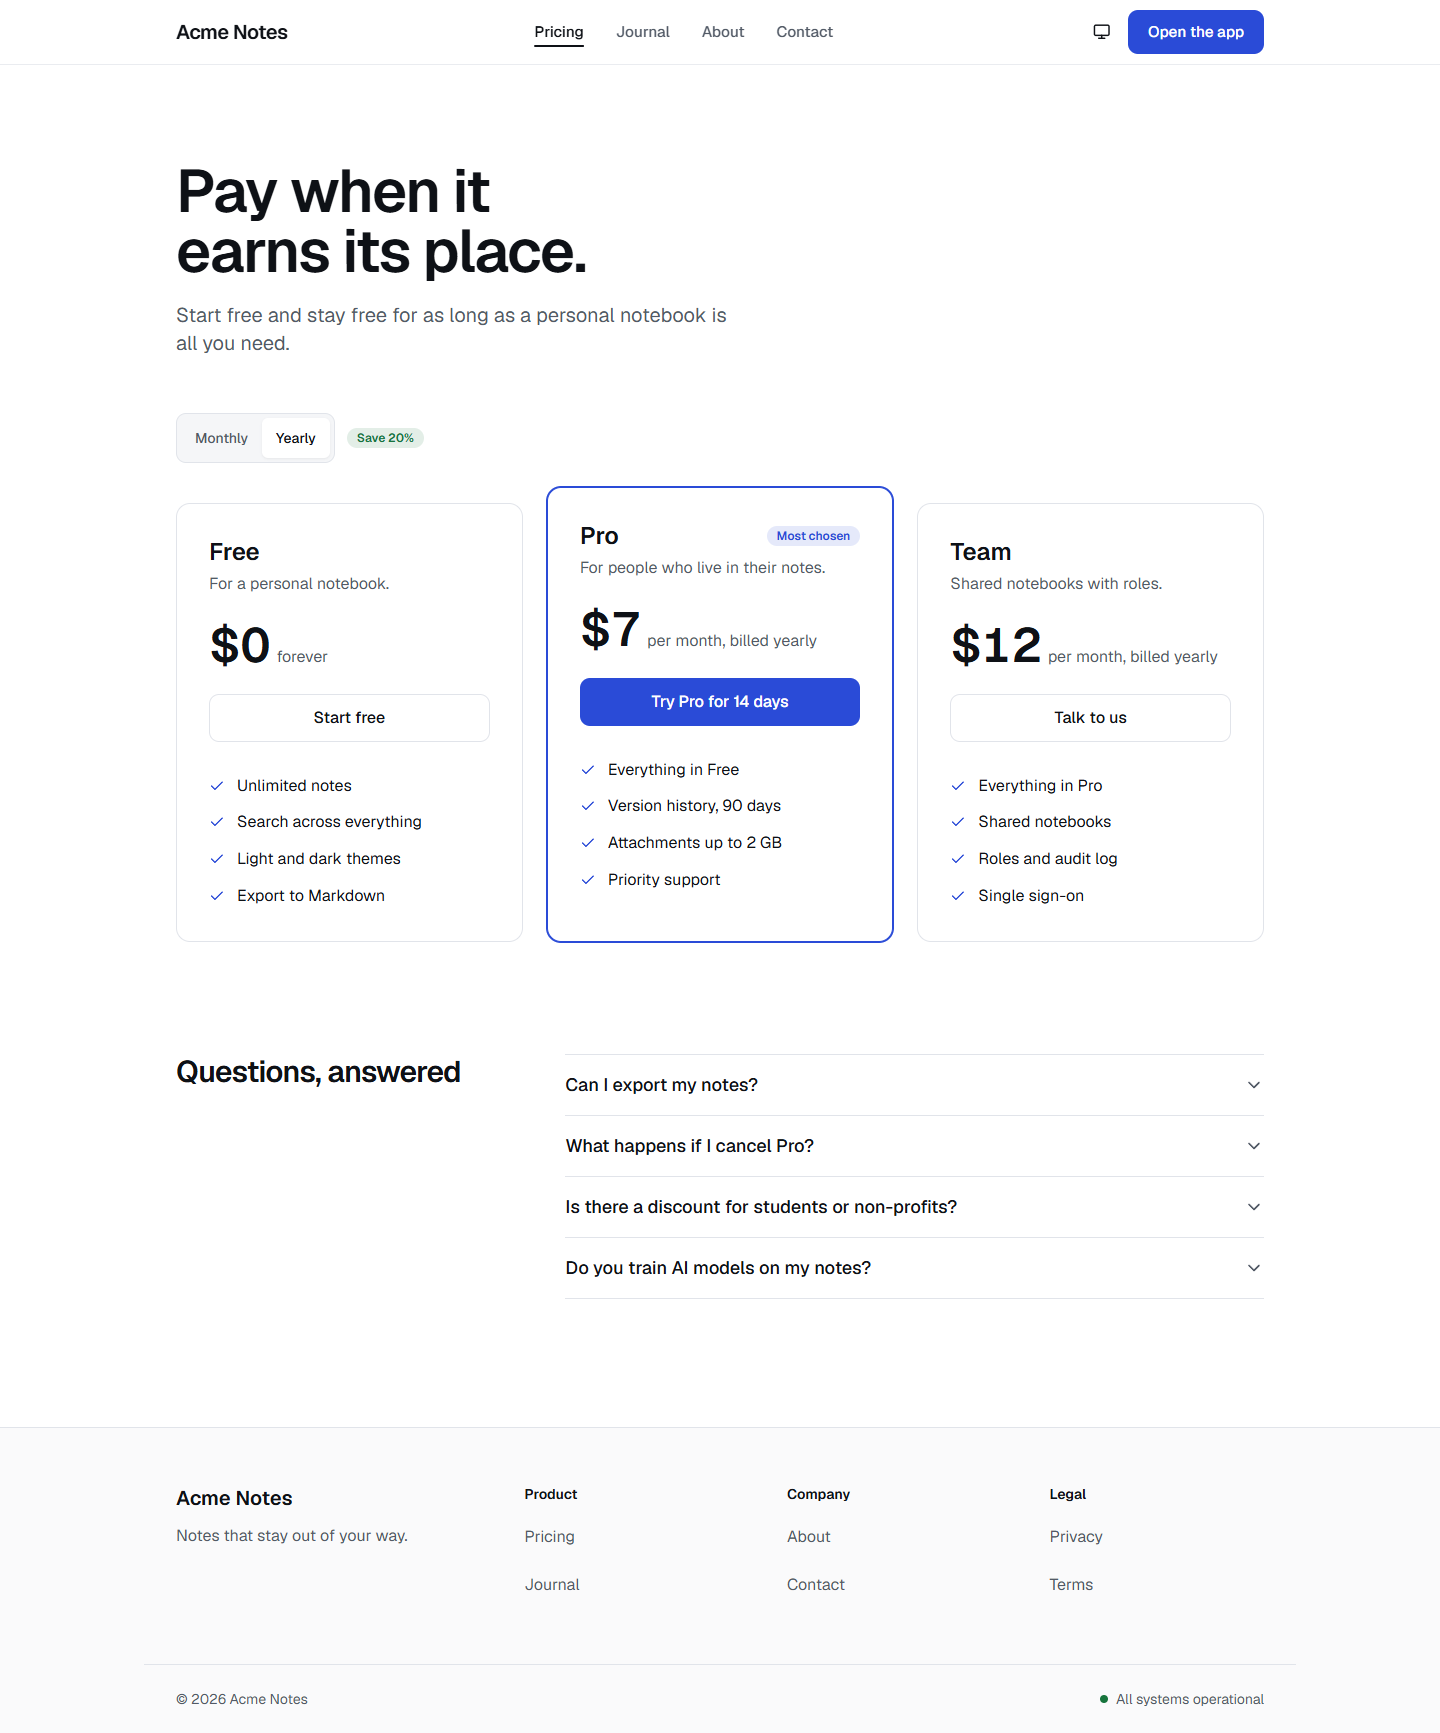 Acme Notes
Pricing
Journal
About
Contact
Open the app
Pay when it
earns its place.
Start free and stay free for as long as a personal notebook is
all you need.
Monthly
Yearly
Save 20%
Free
For a personal notebook.
$0 forever
Start free
Unlimited notes
Search across everything
Light and dark themes
Export to Markdown
Pro
Most chosen
For people who live in their notes.
$7 per month, billed yearly
Try Pro for 14 days
Everything in Free
Version history, 90 days
Attachments up to 2 GB
Priority support
Team
Shared notebooks with roles.
$12 per month, billed yearly
Talk to us
Everything in Pro
Shared notebooks
Roles and audit log
Single sign-on
Questions, answered
Can I export my notes?
What happens if I cancel Pro?
Is there a discount for students or non-profits?
Do you train AI models on my notes?
Acme Notes
Notes that stay out of your way.
Product
Pricing
Journal
Company
About
Contact
Legal
Privacy
Terms
© 2026 Acme Notes
All systems operational